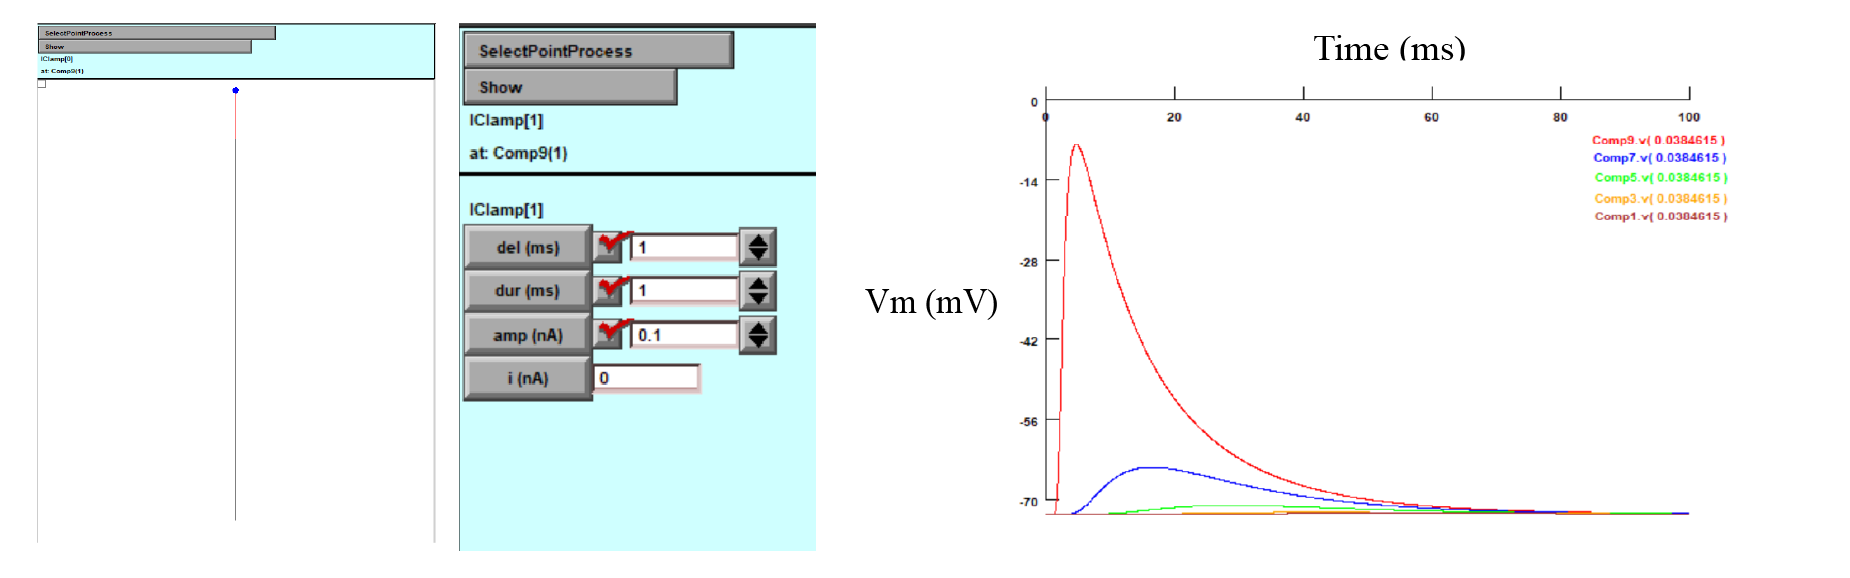 SelectPointProcess
Show
IClamp[0]
at: Comp9(1)
SelectPointProcess
Show
IClamp[1]
at: Comp9(1)
IClamp[1]
del (ms) 1
dur (ms) 1
amp (nA) 0.1
i (nA) 0
Time (ms)
0
0 20 40 60 80 100
Comp9.v( 0.0384615 )
Comp7.v( 0.0384615 )
Comp5.v( 0.0384615 )
Comp3.v( 0.0384615 )
Comp1.v( 0.0384615 )
-14
-28
Vm (mV)
-42
-56
-70